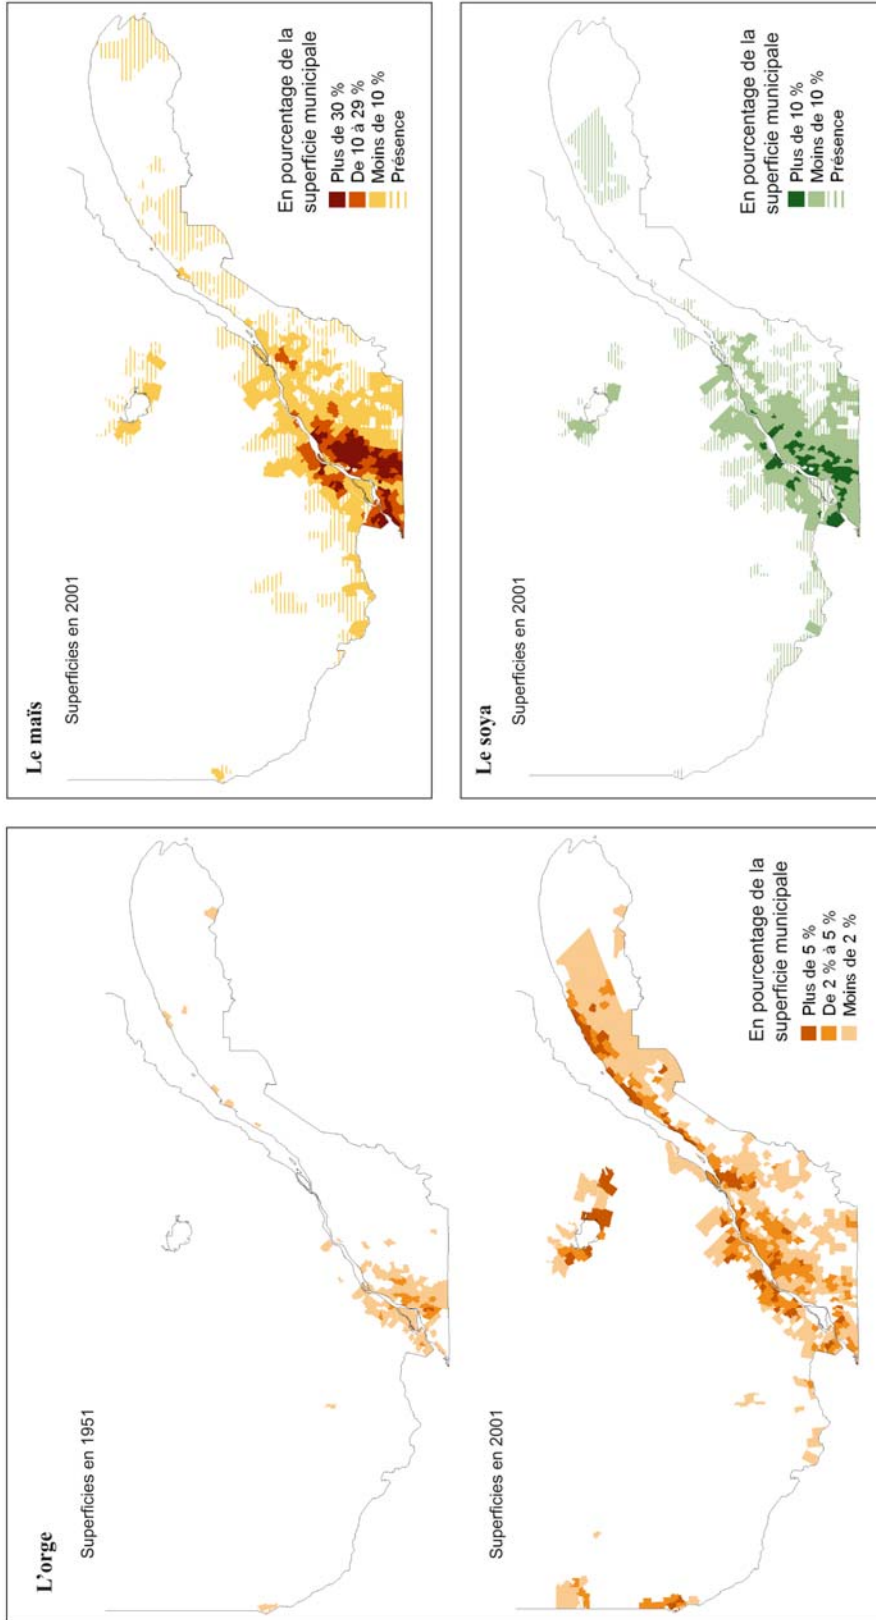 L'orge
Superficies en 1951
Superficies en 2001
En pourcentage de la
superficie municipale
Plus de 5 %
De 2 % à 5 %
Moins de 2 %
Le maïs
Superficies en 2001
En pourcentage de la
superficie municipale
Plus de 30 %
De 10 à 29 %
Moins de 10 %
Présence
Le soya
Superficies en 2001
En pourcentage de la
superficie municipale
Plus de 10 %
Moins de 10 %
Présence